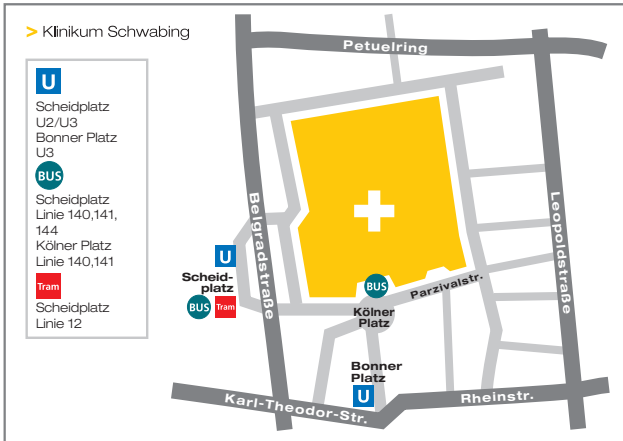 > Klinikum Schwabing
U
Scheidplatz
U2/U3
Bonner Platz
U3
BUS
Scheidplatz
Linie 140,141,
144
Kölner Platz
Linie 140,141
Tram
Scheidplatz
Linie 12
Petuelring
Belgradstraße
Leopoldstraße
U
Scheid-
platz
BUS Tram
BUS
Kölner
Platz
Parzivalstr.
Bonner
Platz
U
Karl-Theodor-Str.
Rheinstr.